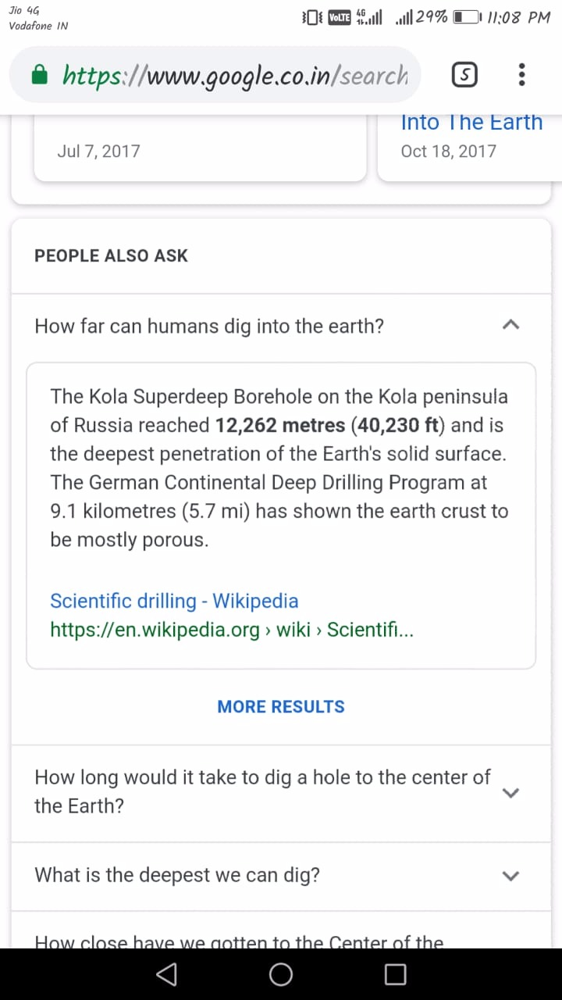 Jio 4G
Vodafone IN
VoLTE 4G 29% 11:08 PM
https://www.google.co.in/search
5
Into The Earth
Jul 7, 2017
Oct 18, 2017
PEOPLE ALSO ASK
How far can humans dig into the earth?
The Kola Superdeep Borehole on the Kola peninsula
of Russia reached 12,262 metres (40,230 ft) and is
the deepest penetration of the Earth's solid surface.
The German Continental Deep Drilling Program at
9.1 kilometres (5.7 mi) has shown the earth crust to
be mostly porous.
Scientific drilling - Wikipedia
https://en.wikipedia.org › wiki › Scientifi...
MORE RESULTS
How long would it take to dig a hole to the center of
the Earth?
What is the deepest we can dig?
How close have we gotten to the Center of the